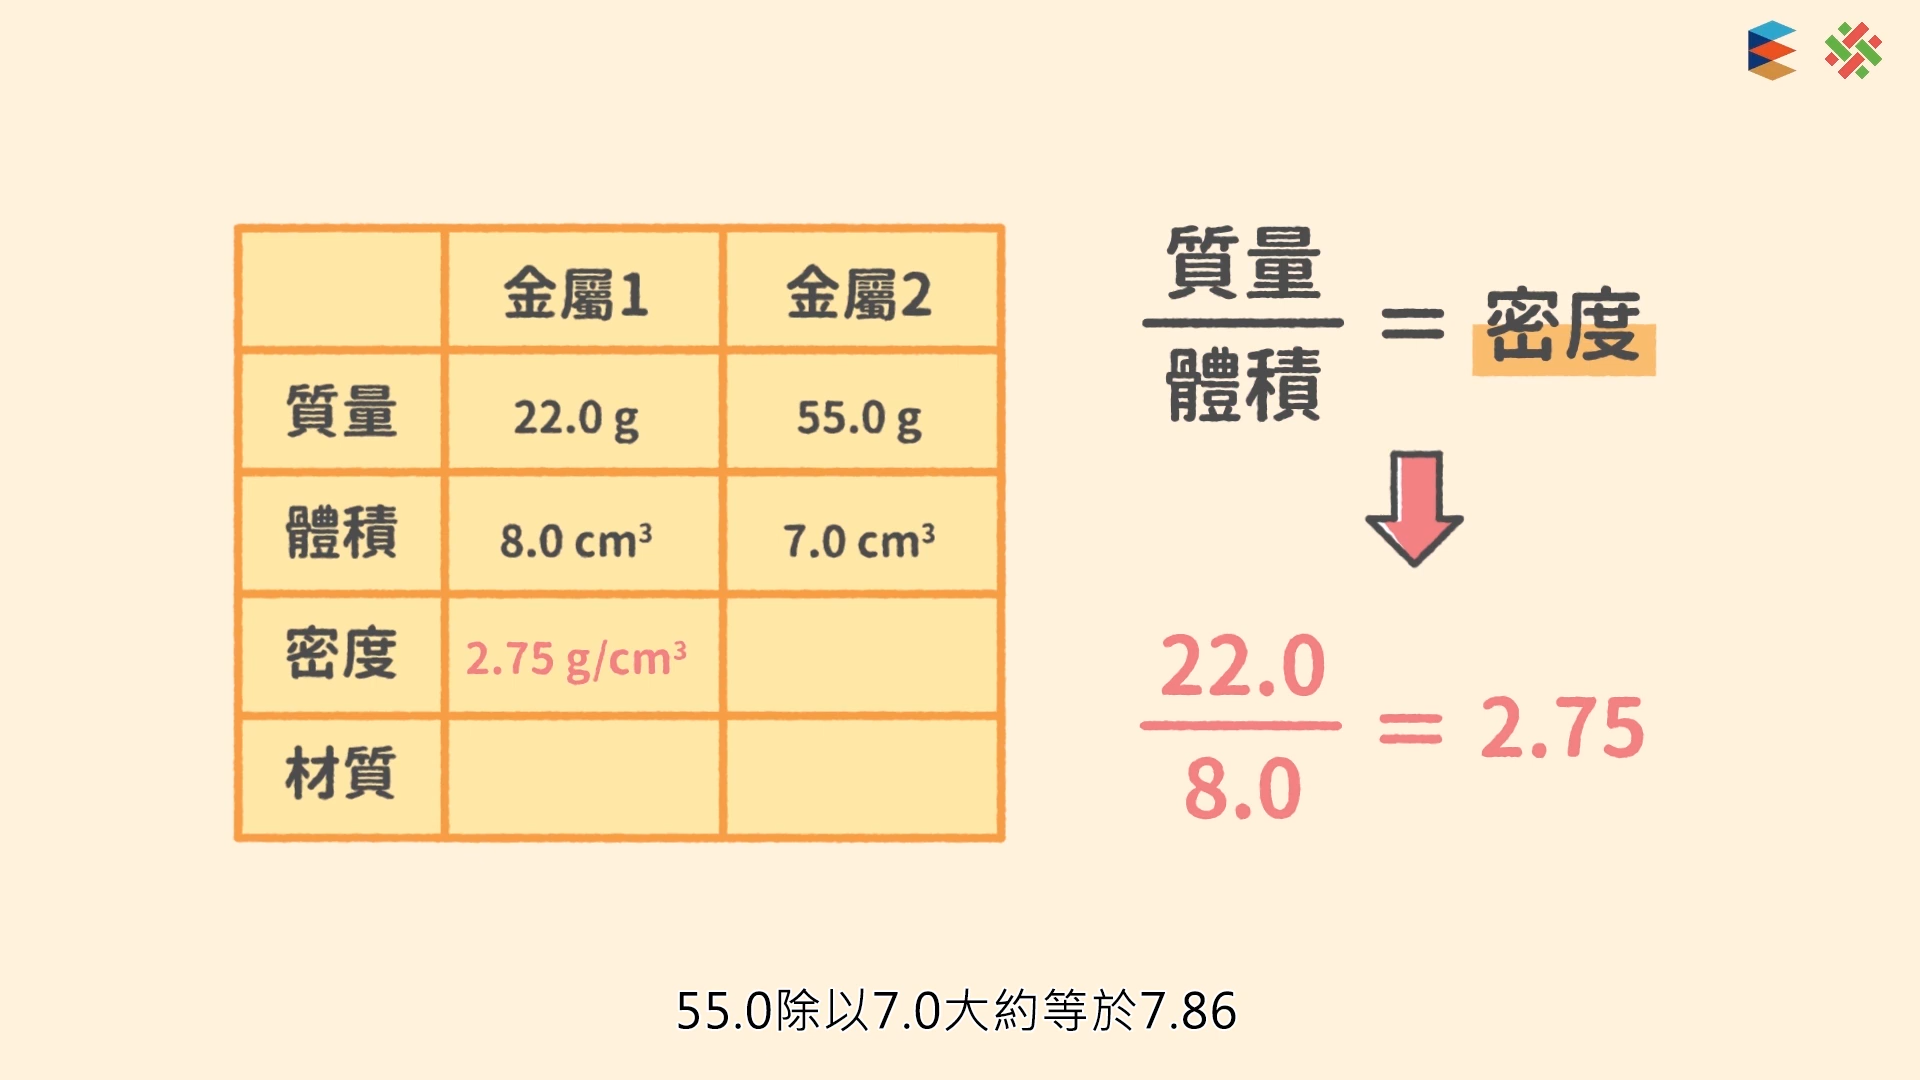 金屬1 金屬2
質量 22.0 g 55.0 g
體積 8.0 cm³ 7.0 cm³
密度 2.75 g/cm³
材質
質量
體積
= 密度
22.0
8.0
= 2.75
55.0除以7.0大約等於7.86